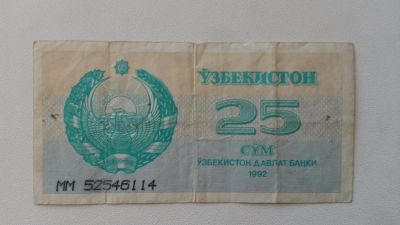 ЎЗБЕКИСТОН
25
СЎМ
ЎЗБЕКИСТОН ДАВЛАТ БАНКИ
1992
ММ 52546114